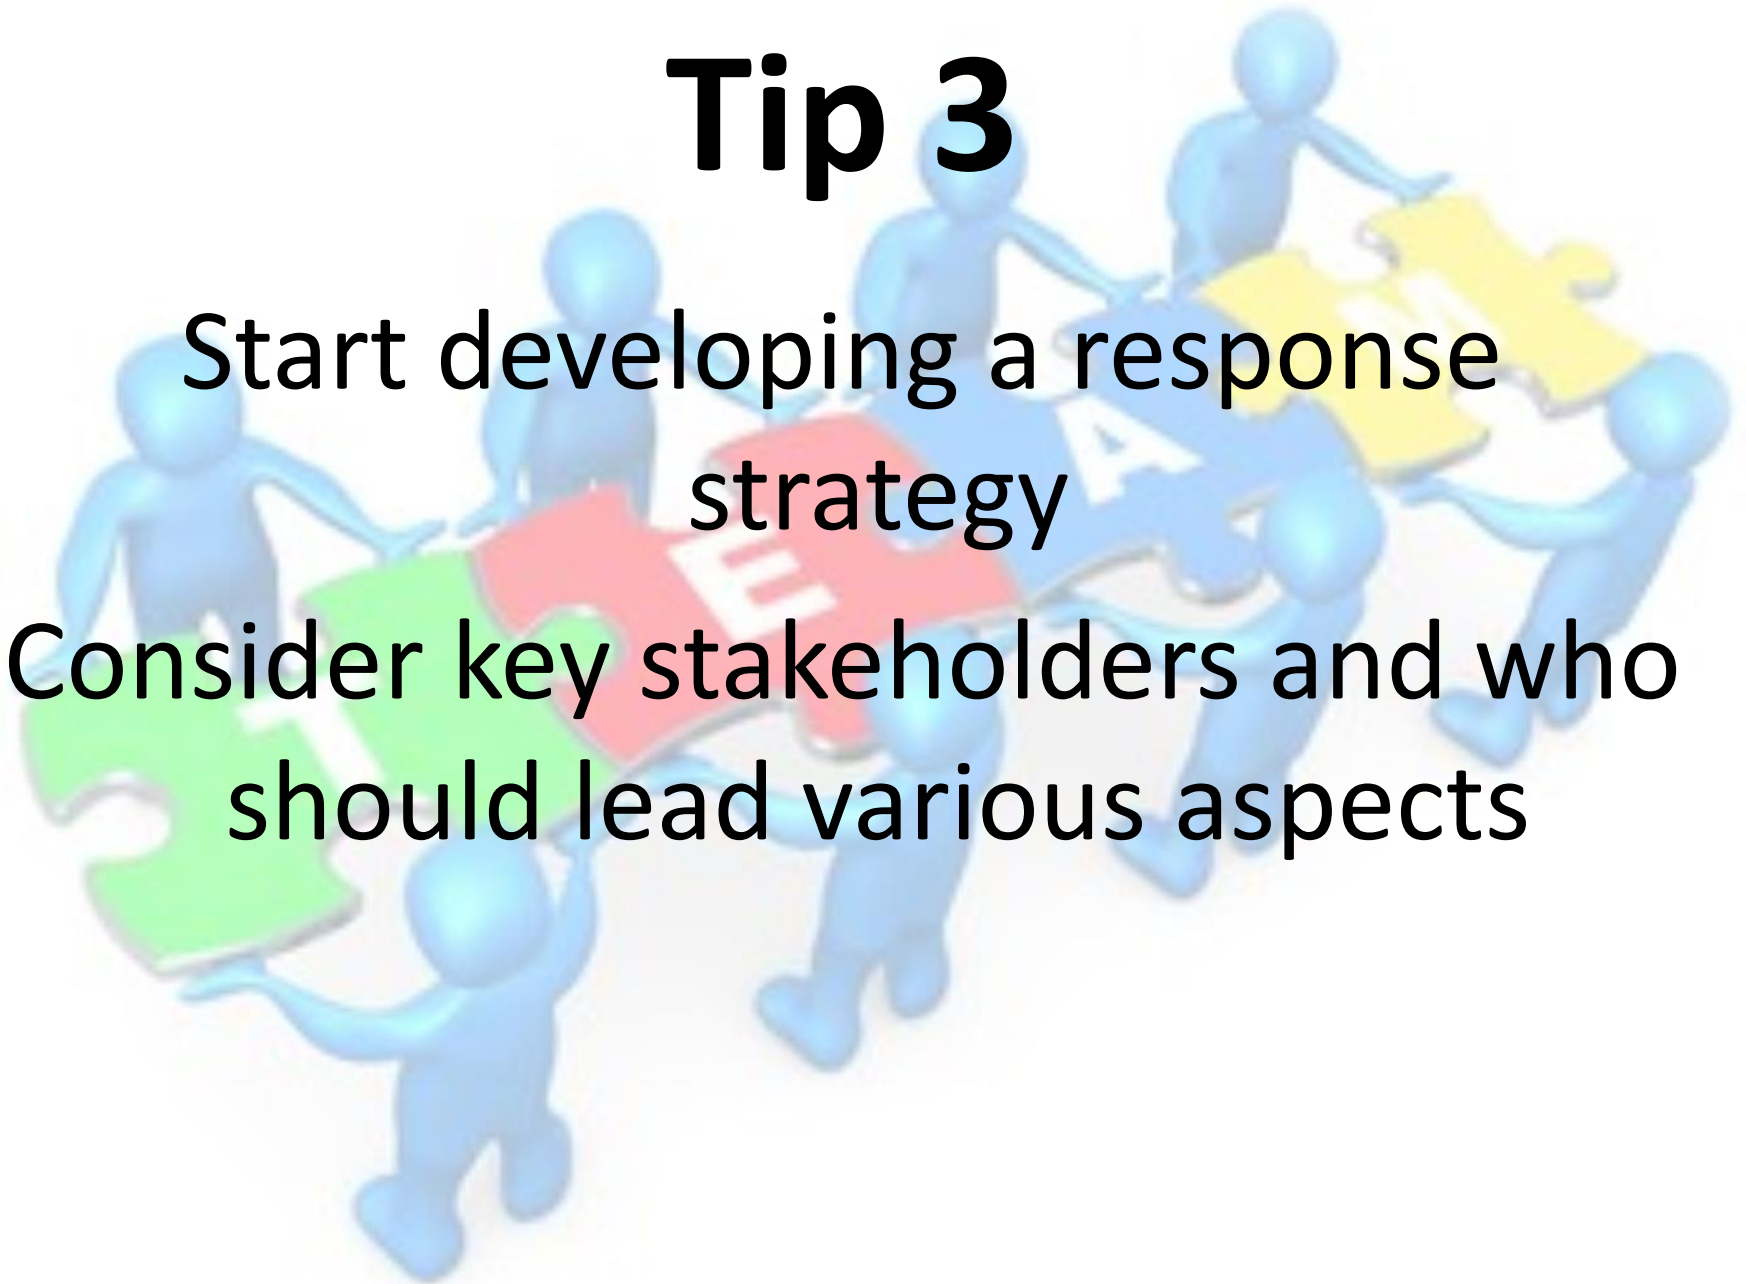 Tip 3
Start developing a response
strategy
Consider key stakeholders and who
should lead various aspects
T
E
A
M